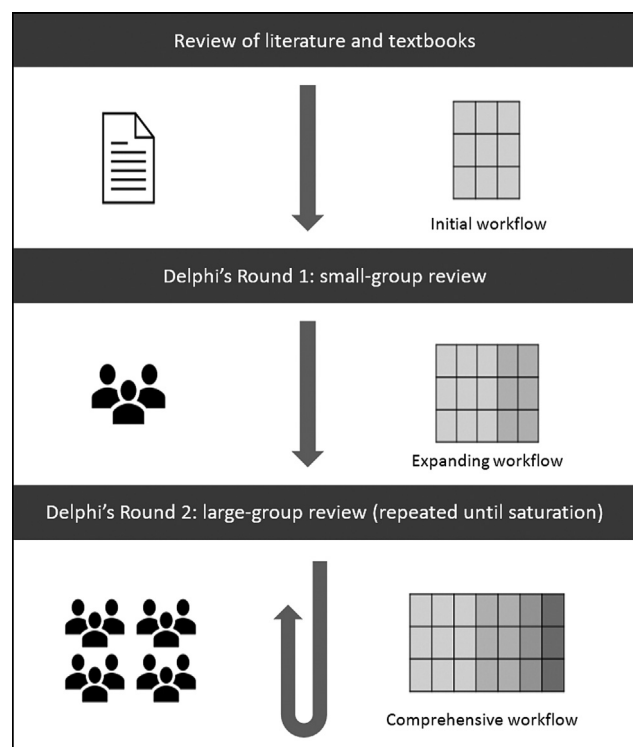 Review of literature and textbooks
Initial workflow
Delphi’s Round 1: small-group review
Expanding workflow
Delphi’s Round 2: large-group review (repeated until saturation)
Comprehensive workflow